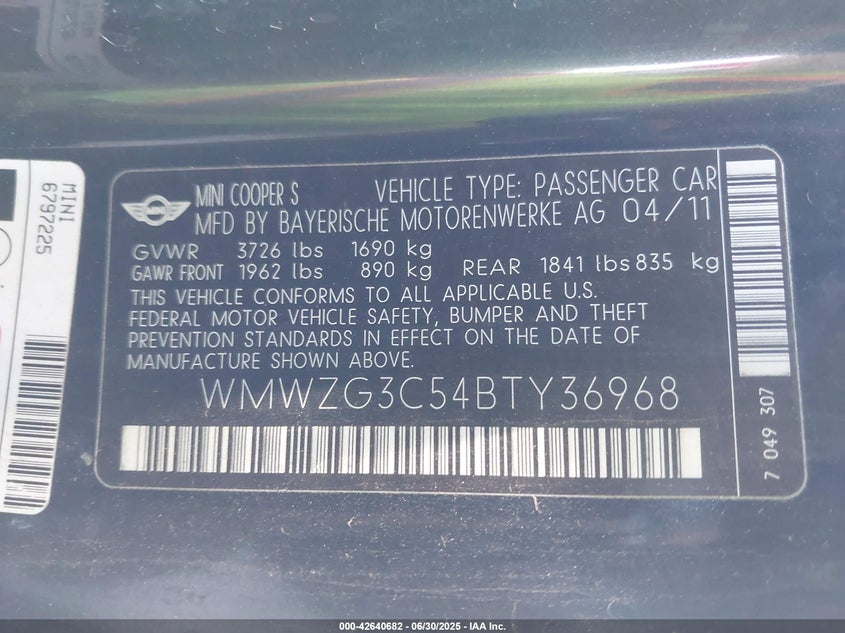 MINI COOPER S VEHICLE TYPE: PASSENGER CAR
MFD BY BAYERISCHE MOTORENWERKE AG 04/11
GVWR 3726 lbs 1690 kg
GAWR FRONT 1962 lbs 890 kg REAR 1841 lbs 835 kg
THIS VEHICLE CONFORMS TO ALL APPLICABLE U.S.
FEDERAL MOTOR VEHICLE SAFETY, BUMPER AND THEFT
PREVENTION STANDARDS IN EFFECT ON THE DATE OF
MANUFACTURE SHOWN ABOVE.
WMWZG3C54BTY36968
7 049 307
MINI
6797225
000-42640682 - 06/30/2025 - IAA Inc.